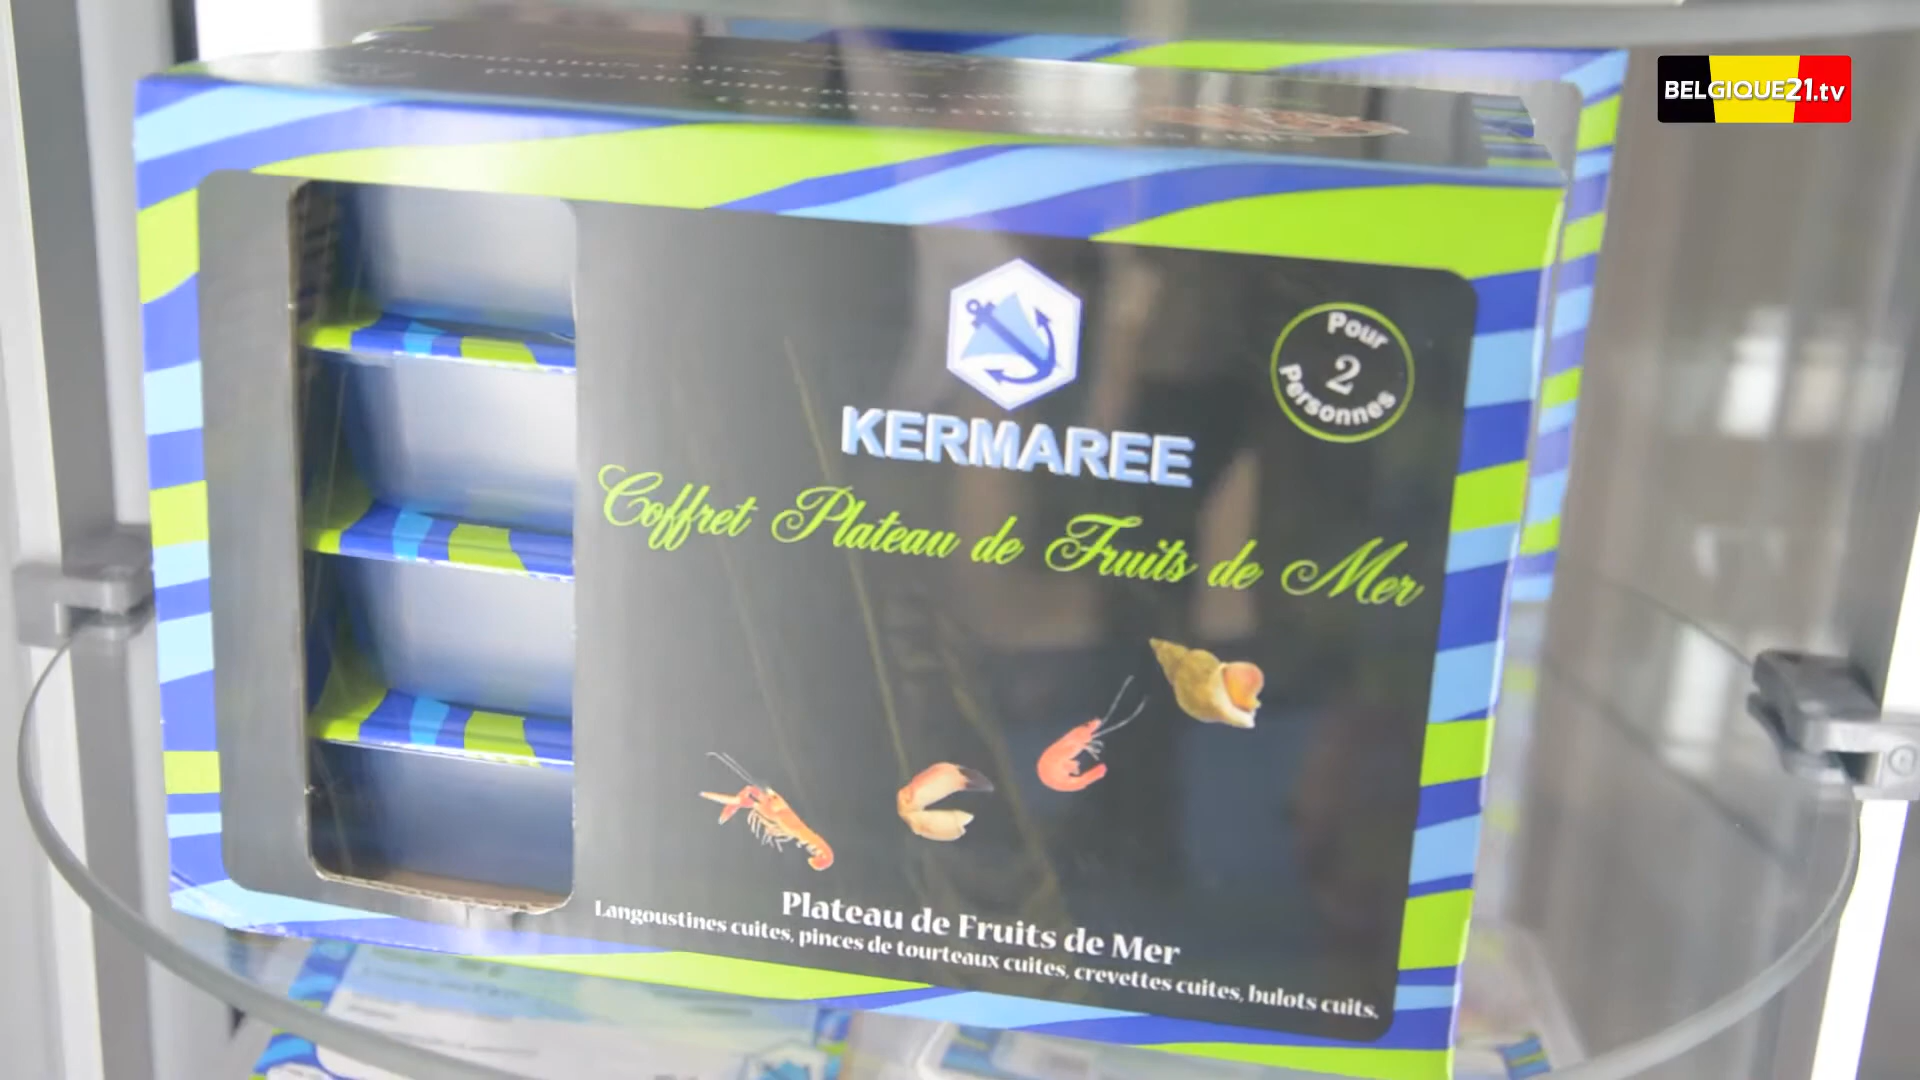 BELGIQUE21.tv
Pour
2
Personnes
KERMAREE
Coffret Plateau de Fruits de Mer
Plateau de Fruits de Mer
Langoustines cuites, pinces de tourteaux cuites, crevettes cuites, bulots cuits.